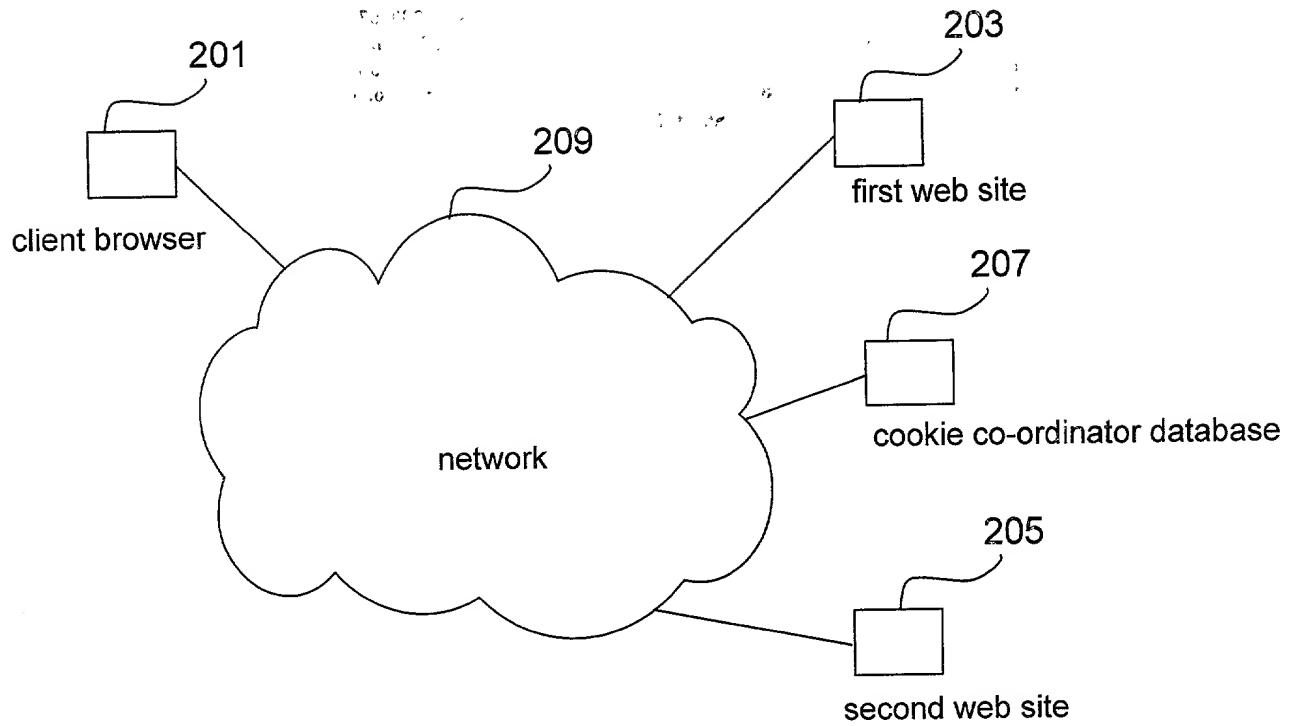 201
203
209
first web site
client browser
207
network
cookie co-ordinator database
205
second web site